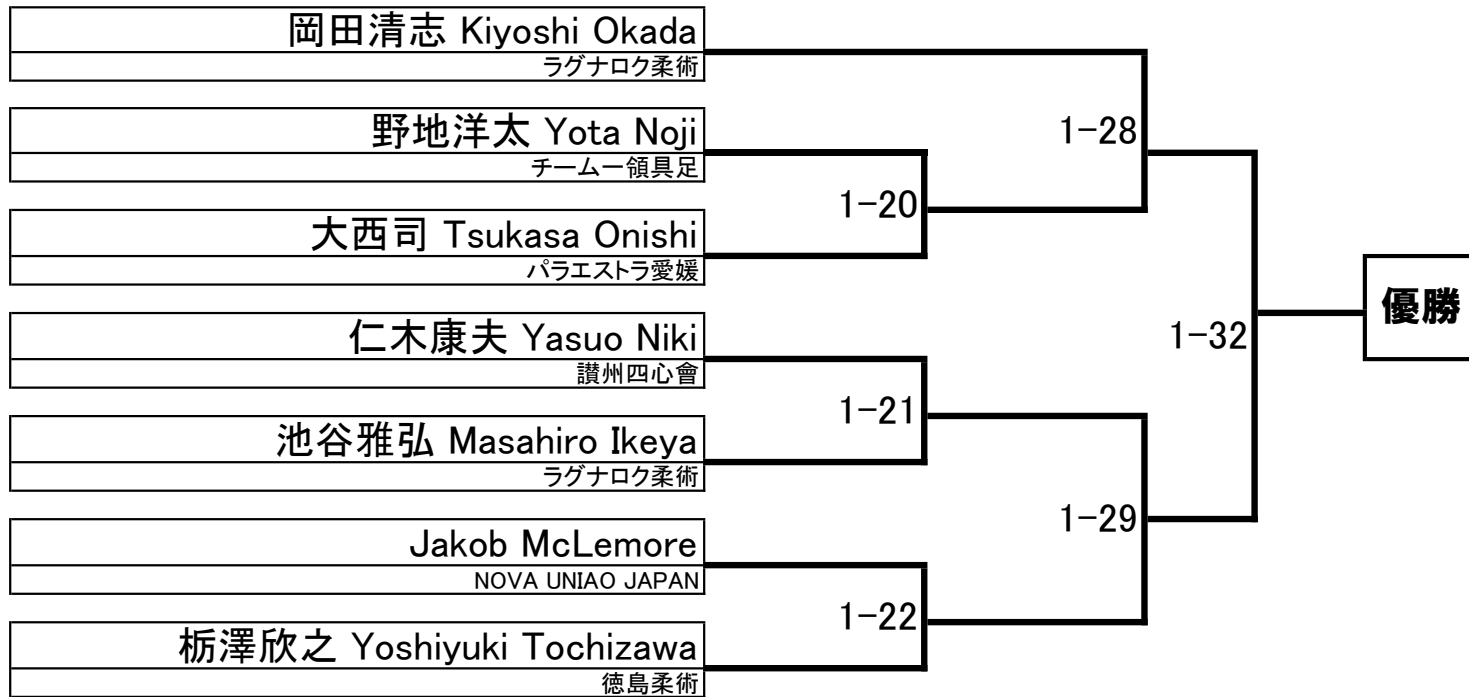 岡田清志 Kiyoshi Okada
ラグナロク柔術
野地洋太 Yota Noji
チーム一領具足
大西司 Tsukasa Onishi
パラエストラ愛媛
仁木康夫 Yasuo Niki
讃州四心會
池谷雅弘 Masahiro Ikeya
ラグナロク柔術
Jakob McLemore
NOVA UNIAO JAPAN
栃澤欣之 Yoshiyuki Tochizawa
徳島柔術
1-20
1-21
1-22
1-28
1-29
1-32
優勝